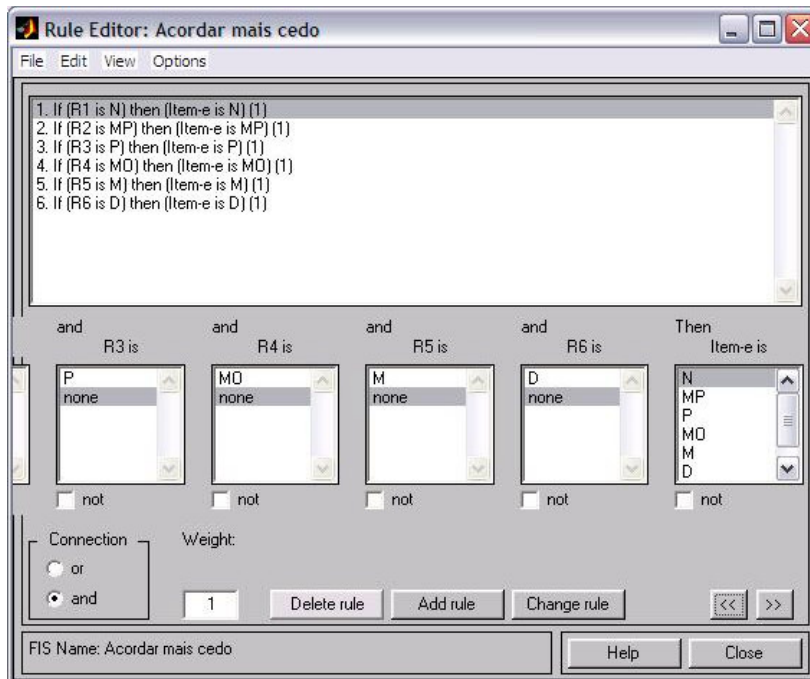 Rule Editor: Acordar mais cedo
File Edit View Options
1. If (R1 is N) then (Item-e is N) (1)
2. If (R2 is MP) then (Item-e is MP) (1)
3. If (R3 is P) then (Item-e is P) (1)
4. If (R4 is MO) then (Item-e is MO) (1)
5. If (R5 is M) then (Item-e is M) (1)
6. If (R6 is D) then (Item-e is D) (1)
and and and and Then
R3 is R4 is R5 is R6 is Item-e is
P MO M D N
none none none none MP
P
MO
M
D
not not not not not
Connection Weight:
or
and 1 Delete rule Add rule Change rule << >>
FIS Name: Acordar mais cedo Help Close